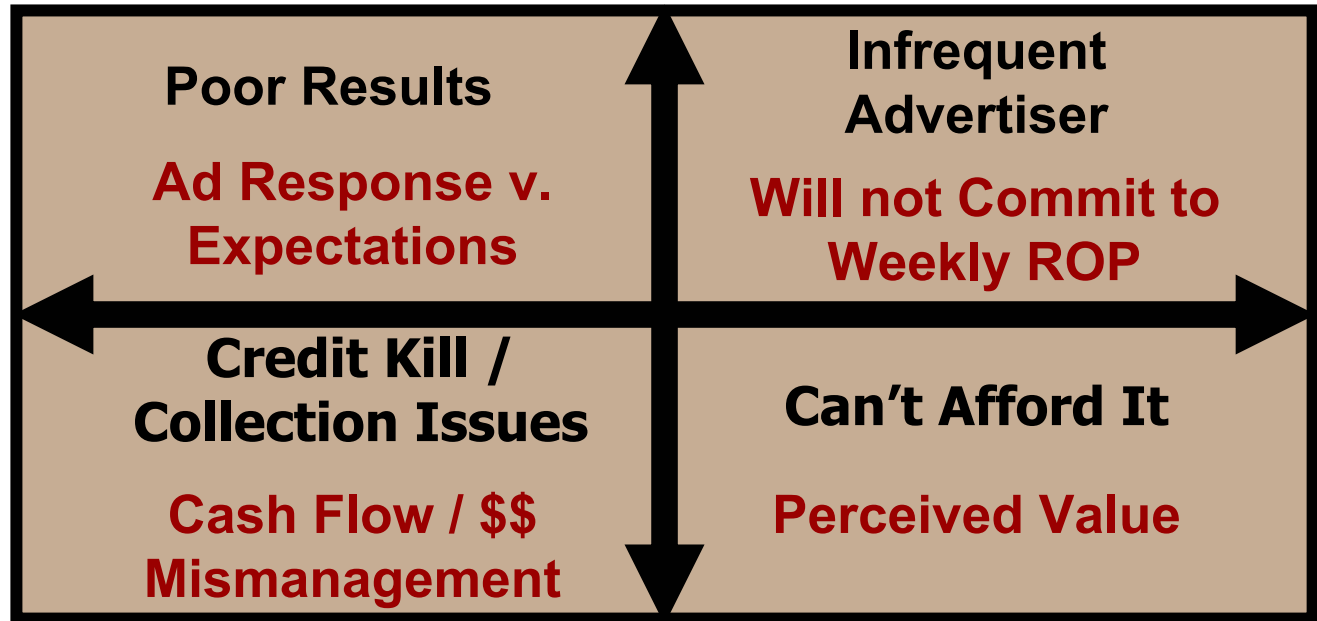 Poor Results
Ad Response v.
Expectations
Infrequent
Advertiser
Will not Commit to
Weekly ROP
Credit Kill /
Collection Issues
Cash Flow / $$
Mismanagement
Can’t Afford It
Perceived Value